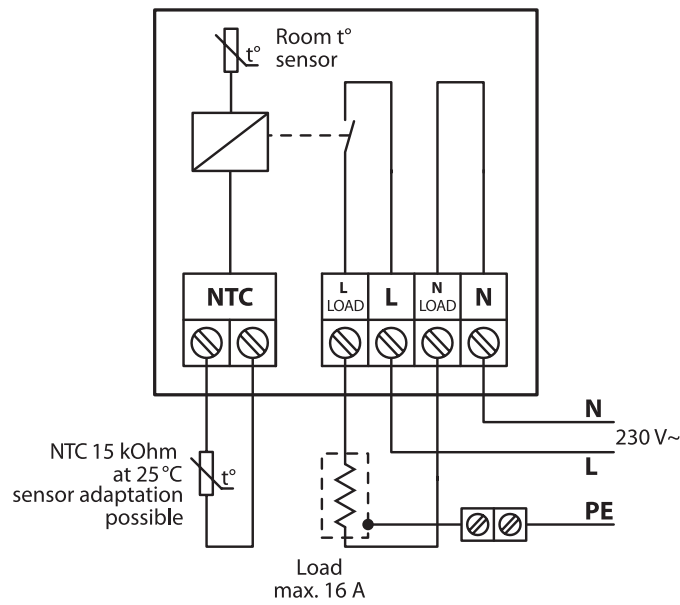 Room t°
sensor
t°
NTC
L
LOAD
L
N
LOAD
N
N
230 V~
L
PE
NTC 15 kOhm
at 25 °C
sensor adaptation
possible
t°
Load
max. 16 A